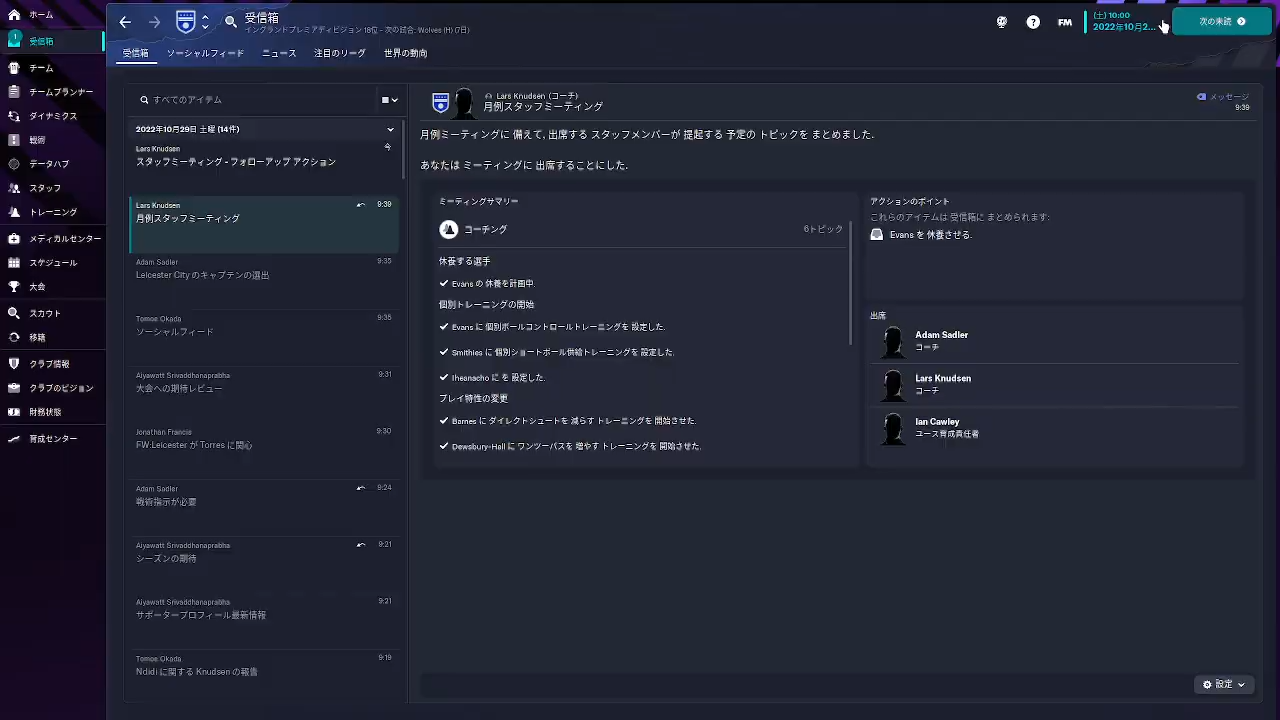 ホーム
1
受信箱
チーム
チームプランナー
ダイナミクス
戦術
データハブ
スタッフ
トレーニング
メディカルセンター
スケジュール
大会
スカウト
移籍
クラブ情報
クラブのビジョン
財務状態
育成センター
受信箱
イングランドプレミアディビジョン 18位 - 次の試合: Wolves (H) (7日)
FM
(土) 10:00
2022年10月2...
次の未読
受信箱
ソーシャルフィード
ニュース
注目のリーグ
世界の動向
すべてのアイテム
2022年10月29日 土曜 (14件)
Lars Knudsen
スタッフミーティング - フォローアップ アクション
Lars Knudsen 9:39
月例スタッフミーティング
Adam Sadler 9:35
Leicester City のキャプテンの選出
Tomoe Okada 9:35
ソーシャルフィード
Aiyawatt Srivaddhanaprabha 9:31
大会への期待レビュー
Jonathan Francis 9:30
FW:Leicester が Torres に関心
Adam Sadler 9:24
戦術指示が必要
Aiyawatt Srivaddhanaprabha 9:21
シーズンの期待
Aiyawatt Srivaddhanaprabha 9:21
サポータープロフィール最新情報
Tomoe Okada 9:19
Ndidi に関する Knudsen の報告
Lars Knudsen (コーチ)
月例スタッフミーティング
メッセージ
9:39
月例ミーティングに 備えて, 出席する スタッフメンバーが 提起する 予定の トピックを まとめました.
あなたは ミーティングに 出席することにした.
ミーティングサマリー
コーチング 6トピック
休養する選手
Evans の 休養を計画中.
個別トレーニングの開始
Evans に 個別ボールコントロールトレーニングを 設定した.
Smithies に 個別ショートボール供給トレーニングを 設定した.
Iheanacho に を 設定した.
プレイ特性の変更
Barnes に ダイレクトシュートを 減らす トレーニングを 開始させた.
Dewsbury-Hall に ワンツーパスを 増やす トレーニングを 開始させた.
アクションのポイント
これらのアイテムは 受信箱に まとめられます:
Evans を 休養させる.
出席
Adam Sadler
コーチ
Lars Knudsen
コーチ
Ian Cawley
ユース育成責任者
設定